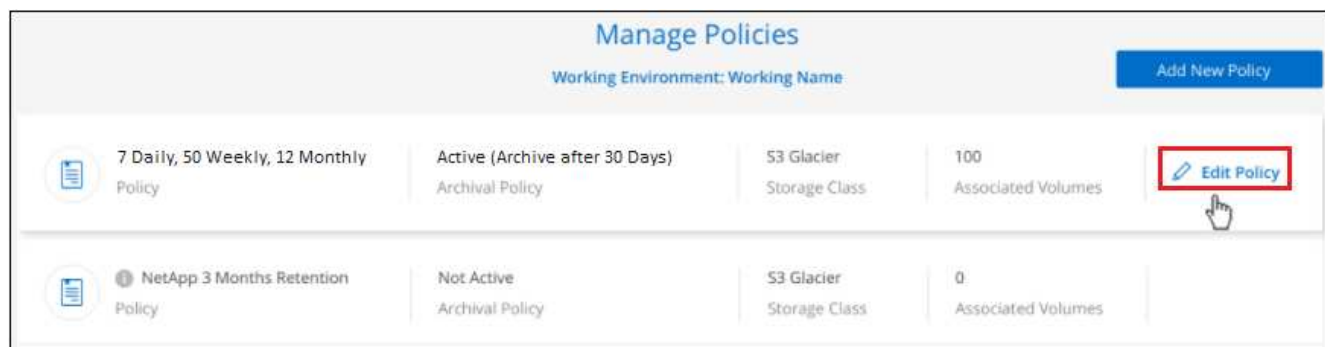 Manage Policies
Working Environment: Working Name
Add New Policy
7 Daily, 50 Weekly, 12 Monthly
Policy
Active (Archive after 30 Days)
Archival Policy
S3 Glacier
Storage Class
100
Associated Volumes
Edit Policy
NetApp 3 Months Retention
Policy
Not Active
Archival Policy
S3 Glacier
Storage Class
0
Associated Volumes